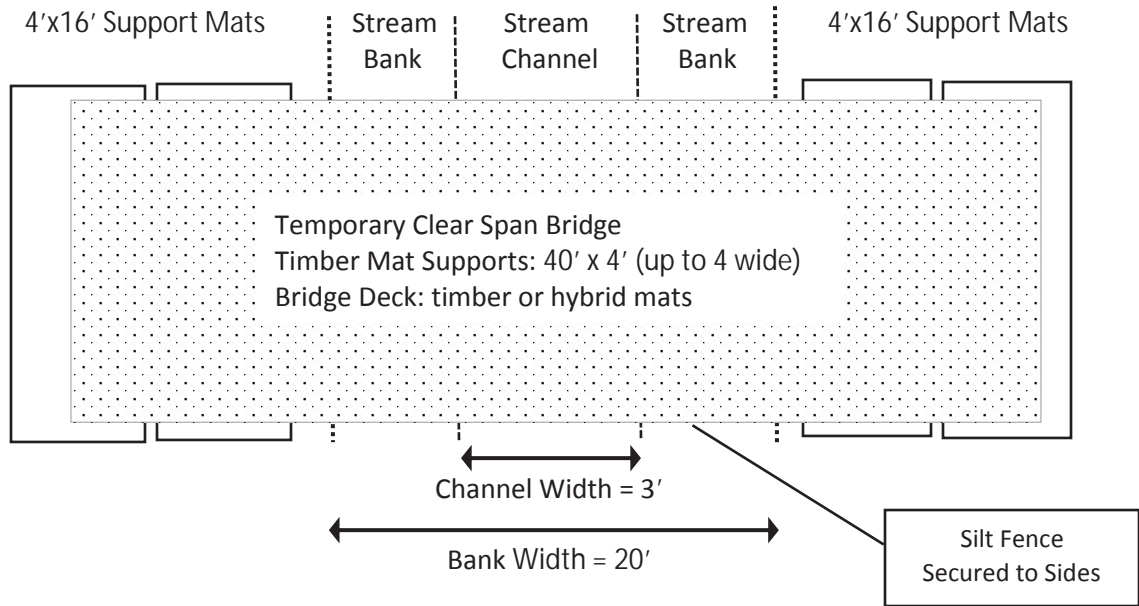 4'x16' Support Mats
Stream
Bank
Stream
Channel
Stream
Bank
4'x16' Support Mats
Temporary Clear Span Bridge
Timber Mat Supports: 40' x 4' (up to 4 wide)
Bridge Deck: timber or hybrid mats
Channel Width = 3'
Bank Width = 20'
Silt Fence
Secured to Sides